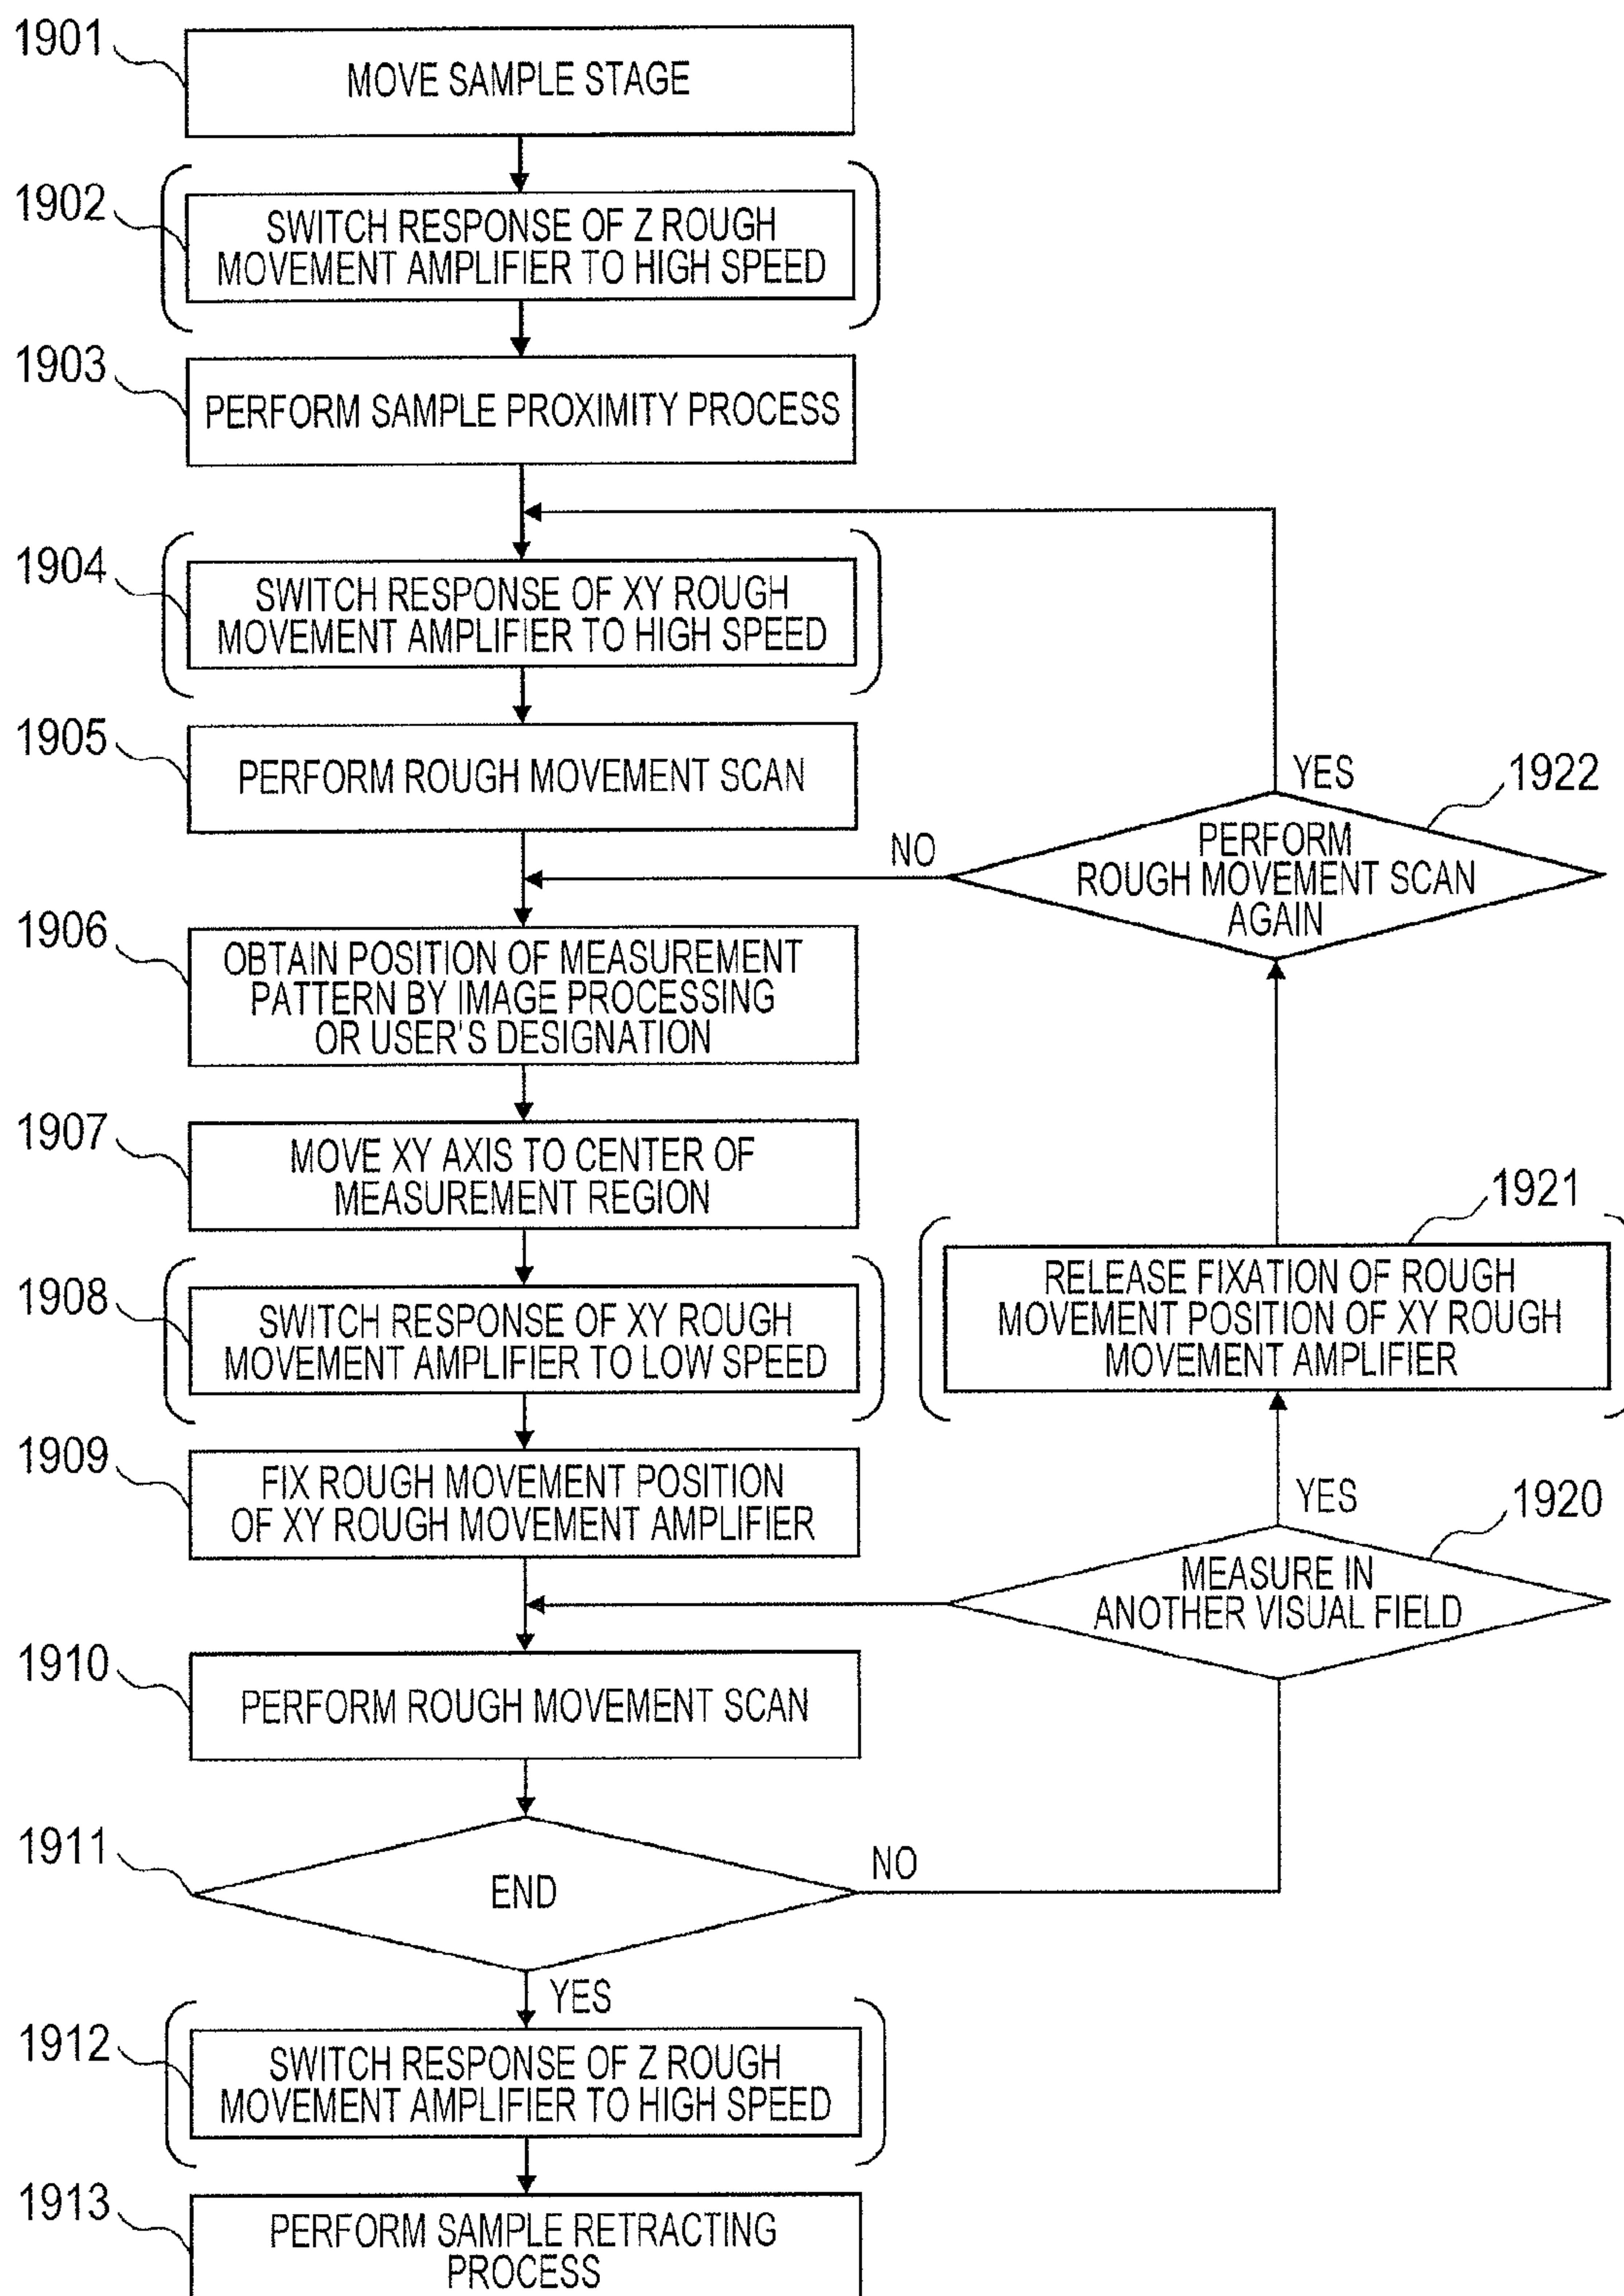 1901
MOVE SAMPLE STAGE
1902
SWITCH RESPONSE OF Z ROUGH
MOVEMENT AMPLIFIER TO HIGH SPEED
1903
PERFORM SAMPLE PROXIMITY PROCESS
1904
SWITCH RESPONSE OF XY ROUGH
MOVEMENT AMPLIFIER TO HIGH SPEED
1905
PERFORM ROUGH MOVEMENT SCAN
YES
1922
NO
PERFORM
ROUGH MOVEMENT SCAN
AGAIN
1906
OBTAIN POSITION OF MEASUREMENT
PATTERN BY IMAGE PROCESSING
OR USER'S DESIGNATION
1907
MOVE XY AXIS TO CENTER OF
MEASUREMENT REGION
1921
RELEASE FIXATION OF ROUGH
MOVEMENT POSITION OF XY ROUGH
MOVEMENT AMPLIFIER
1908
SWITCH RESPONSE OF XY ROUGH
MOVEMENT AMPLIFIER TO LOW SPEED
1909
FIX ROUGH MOVEMENT POSITION
OF XY ROUGH MOVEMENT AMPLIFIER
YES
1920
MEASURE IN
ANOTHER VISUAL FIELD
1910
PERFORM ROUGH MOVEMENT SCAN
1911
END
NO
YES
1912
SWITCH RESPONSE OF Z ROUGH
MOVEMENT AMPLIFIER TO HIGH SPEED
1913
PERFORM SAMPLE RETRACTING
PROCESS